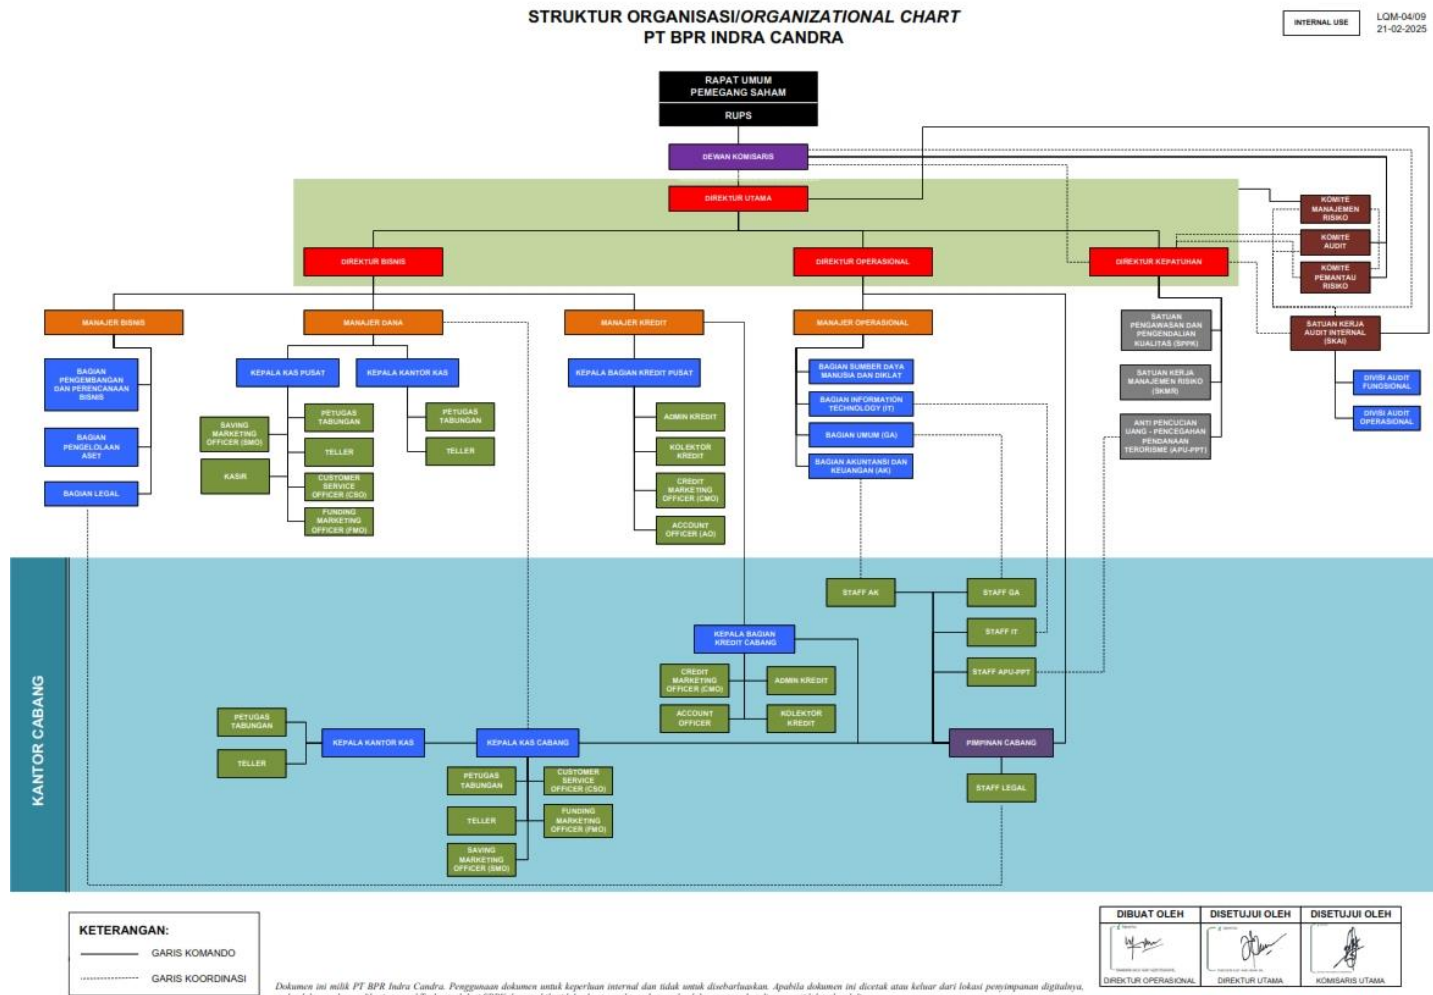 STRUKTUR ORGANISASI/ORGANIZATIONAL CHART
PT BPR INDRA CANDRA
INTERNAL USE
LQM-04/09
21-02-2025
RAPAT UMUM
PEMEGANG SAHAM
RUPS
DEWAN KOMISARIS
DIREKTUR UTAMA
KOMITE
MANAJEMEN
RISIKO
KOMITE
AUDIT
KOMITE
PEMANTAU
RISIKO
DIREKTUR BISNIS
DIREKTUR OPERASIONAL
DIREKTUR KEPATUHAN
MANAJER BISNIS
MANAJER DANA
MANAJER KREDIT
MANAJER OPERASIONAL
SATUAN
PENGAWASAN DAN
PENGENDALIAN
KUALITAS (SPPK)
SATUAN KERJA
AUDIT INTERNAL
(SKAI)
BAGIAN
PENGEMBANGAN
DAN PERENCANAAN
BISNIS
KEPALA KAS PUSAT
KEPALA KANTOR KAS
KEPALA BAGIAN KREDIT PUSAT
BAGIAN SUMBER DAYA
MANUSIA DAN DIKLAT
SATUAN KERJA
MANAJEMEN RISIKO
(SKMR)
DIVISI AUDIT
FUNGSIONAL
BAGIAN INFORMATION
TECHNOLOGY (IT)
DIVISI AUDIT
OPERASIONAL
SAVING
MARKETING
OFFICER (SMO)
PETUGAS
TABUNGAN
PETUGAS
TABUNGAN
ADMIN KREDIT
BAGIAN UMUM (GA)
ANTI PENCUCIAN
UANG - PENCEGAHAN
PENDANAAN
TERORISME (APU-PPT)
BAGIAN
PENGELOLAAN
ASET
TELLER
TELLER
KOLEKTOR
KREDIT
BAGIAN AKUNTANSI DAN
KEUANGAN (AK)
KASIR
CUSTOMER
SERVICE
OFFICER (CSO)
CREDIT
MARKETING
OFFICER (CMO)
BAGIAN LEGAL
FUNDING
MARKETING
OFFICER (FMO)
ACCOUNT
OFFICER (AO)
KANTOR CABANG
STAFF AK
STAFF GA
KEPALA BAGIAN
KREDIT CABANG
STAFF IT
CREDIT
MARKETING
OFFICER (CMO)
ADMIN KREDIT
STAFF APU-PPT
ACCOUNT
OFFICER
KOLEKTOR
KREDIT
PETUGAS
TABUNGAN
TELLER
KEPALA KANTOR KAS
KEPALA KAS CABANG
PIMPINAN CABANG
PETUGAS
TABUNGAN
CUSTOMER
SERVICE
OFFICER (CSO)
STAFF LEGAL
TELLER
FUNDING
MARKETING
OFFICER (FMO)
SAVING
MARKETING
OFFICER (SMO)
KETERANGAN:
GARIS KOMANDO
GARIS KOORDINASI
DIBUAT OLEH
DISETUJUI OLEH
DISETUJUI OLEH
DIREKTUR OPERASIONAL
DIREKTUR UTAMA
KOMISARIS UTAMA
Dokumen ini milik PT BPR Indra Candra. Penggunaan dokumen untuk keperluan internal dan tidak untuk disebarluaskan. Apabila dokumen ini dicetak atau keluar dari lokasi penyimpanan digitalnya,